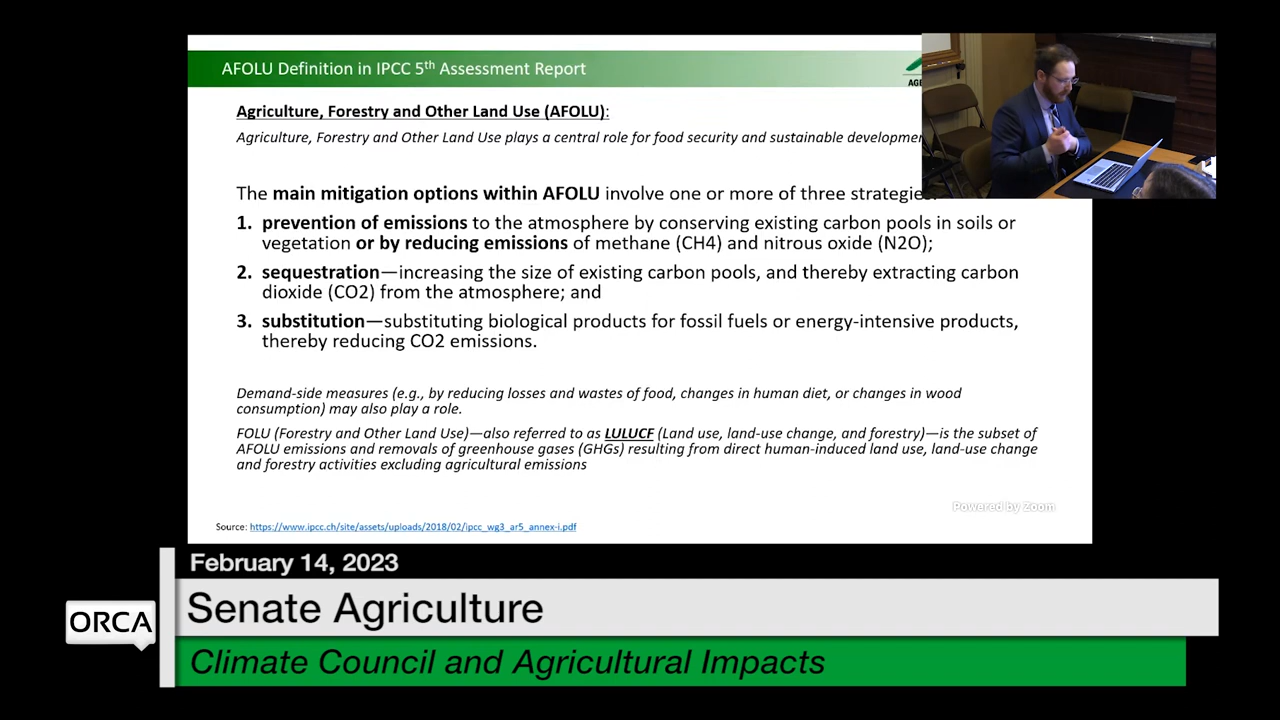 AFOLU Definition in IPCC 5th Assessment Report
Agriculture, Forestry and Other Land Use (AFOLU):
Agriculture, Forestry and Other Land Use plays a central role for food security and sustainable
The main mitigation options within AFOLU involve one or more of three
1. prevention of emissions to the atmosphere by conserving existing carbon pools in soils or
vegetation or by reducing emissions of methane (CH4) and nitrous oxide (N2O);
2. sequestration—increasing the size of existing carbon pools, and thereby extracting carbon
dioxide (CO2) from the atmosphere; and
3. substitution—substituting biological products for fossil fuels or energy-intensive products,
thereby reducing CO2 emissions.
Demand-side measures (e.g., by reducing losses and wastes of food, changes in human diet, or changes in wood
consumption) may also play a role.
FOLU (Forestry and Other Land Use)—also referred to as LULUCF (Land use, land-use change, and forestry)—is the subset of
AFOLU emissions and removals of greenhouse gases (GHGs) resulting from direct human-induced land use, land-use change
and forestry activities excluding agricultural emissions
Powered by Zoom
Source: https://www.ipcc.ch/site/assets/uploads/2018/02/ipcc_wg3_ar5_annex-i.pdf
February 14, 2023
ORCA
Senate Agriculture
Climate Council and Agricultural Impacts